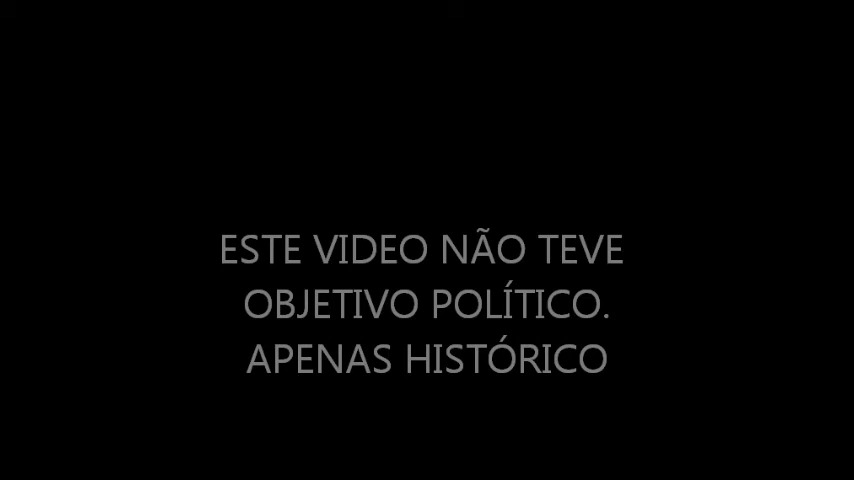 ESTE VIDEO NÃO TEVE
OBJETIVO POLÍTICO.
APENAS HISTÓRICO